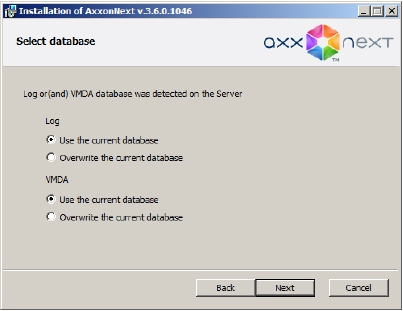 Installation of AxxonNext v.3.6.0.1046
Select database
axx next
TM
Log or(and) VMDA database was detected on the Server
Log
Use the current database
Overwrite the current database
VMDA
Use the current database
Overwrite the current database
Back Next Cancel